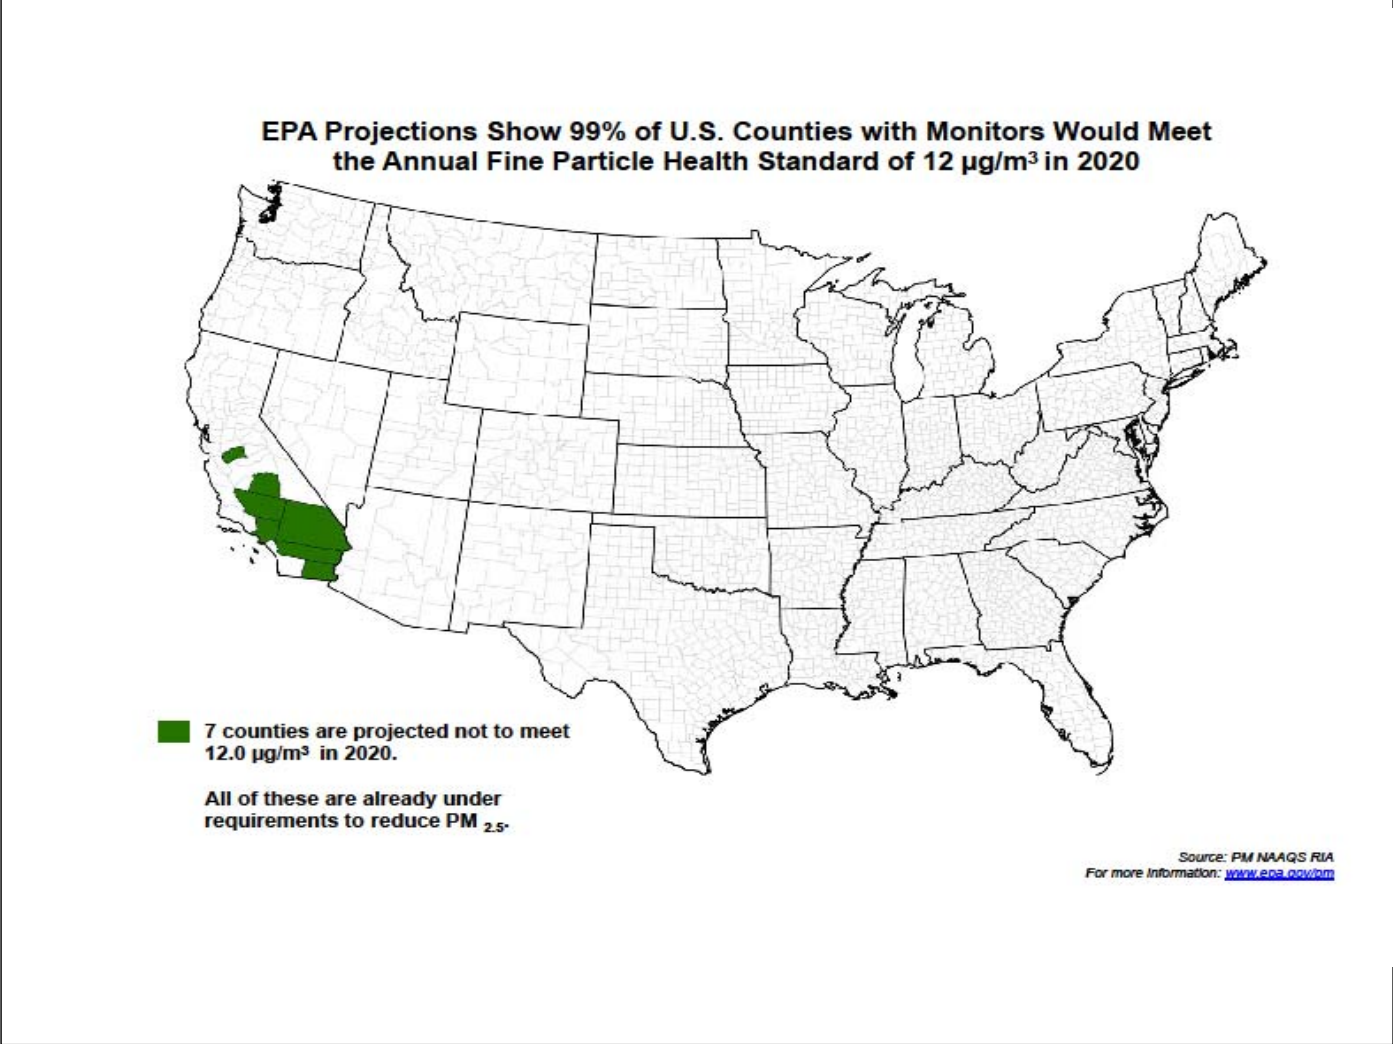 EPA Projections Show 99% of U.S. Counties with Monitors Would Meet
the Annual Fine Particle Health Standard of 12 µg/m³ in 2020
7 counties are projected not to meet
12.0 µg/m³ in 2020.
All of these are already under
requirements to reduce PM 2.5.
Source: PM NAAQS RIA
For more information: www.epa.gov/pm